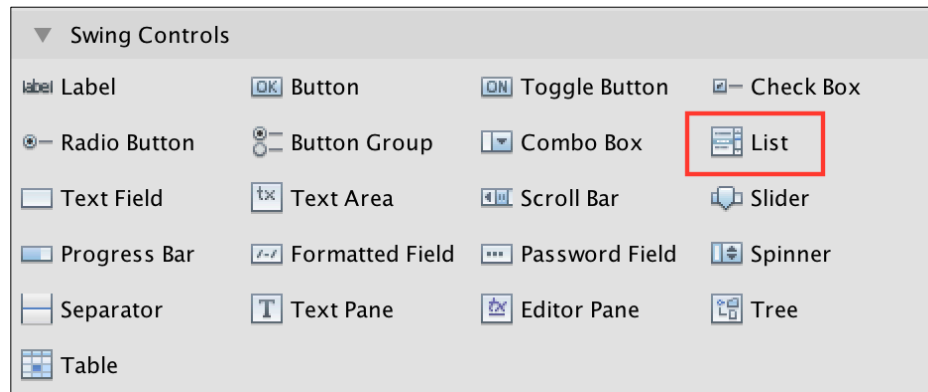 Swing Controls
label Label OK Button ON Toggle Button Check Box
Radio Button Button Group Combo Box List
Text Field tx Text Area Scroll Bar Slider
Progress Bar Formatted Field Password Field Spinner
Separator T Text Pane Editor Pane Tree
Table